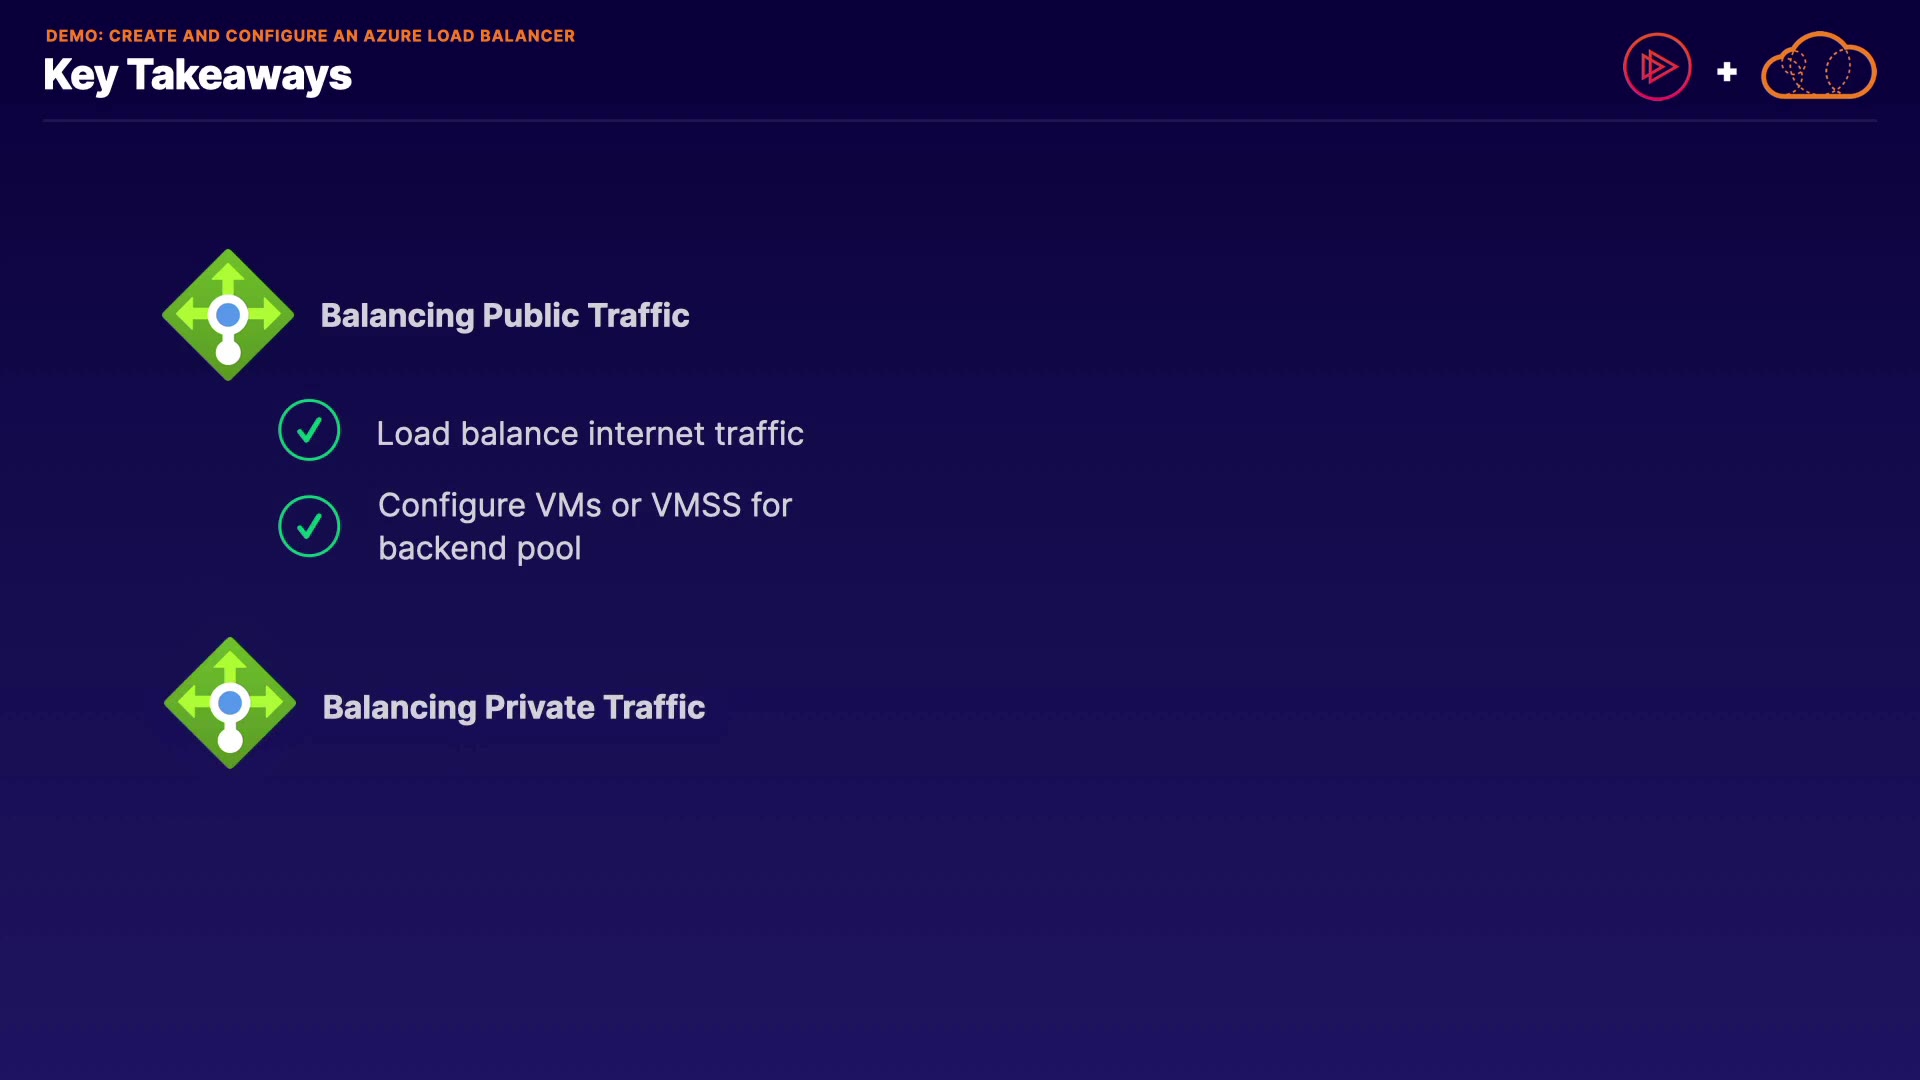 DEMO: CREATE AND CONFIGURE AN AZURE LOAD BALANCER
Key Takeaways
Balancing Public Traffic
Load balance internet traffic
Configure VMs or VMSS for
backend pool
Balancing Private Traffic